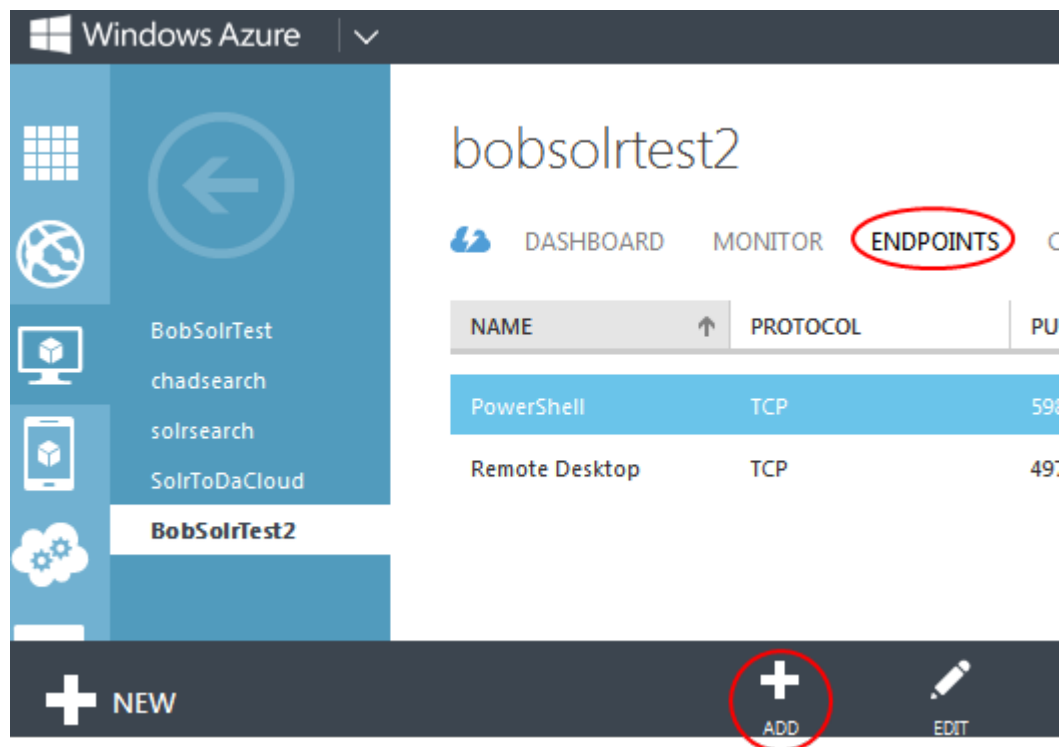 Windows Azure
bobsolrtest2
DASHBOARD MONITOR ENDPOINTS
NAME PROTOCOL
PowerShell TCP
Remote Desktop TCP
BobSolrTest
chadsearch
solrsearch
SolrToDaCloud
BobSolrTest2
NEW
ADD
EDIT